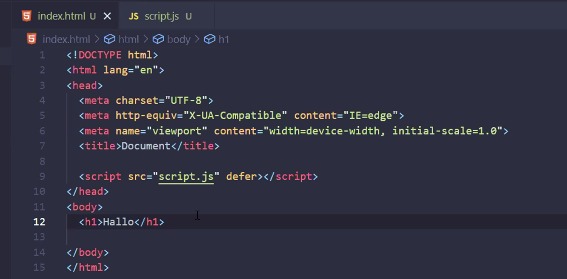 index.html U × JS script.js U
index.html > html > body > h1
1 <!DOCTYPE html>
2 <html lang="en">
3 <head>
4 <meta charset="UTF-8">
5 <meta http-equiv="X-UA-Compatible" content="IE=edge">
6 <meta name="viewport" content="width=device-width, initial-scale=1.0">
7 <title>Document</title>
8
9 <script src="script.js" defer></script>
10 </head>
11 <body>
12 <h1>Hallo</h1>
13
14 </body>
15 </html>